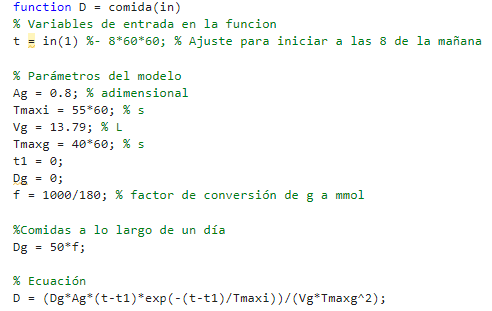 function D = comida(in)
% Variables de entrada en la funcion
t = in(1) %- 8*60*60; % Ajuste para iniciar a las 8 de la mañana
% Parámetros del modelo
Ag = 0.8; % adimensional
Tmaxi = 55*60; % s
Vg = 13.79; % L
Tmaxg = 40*60; % s
t1 = 0;
Dg = 0;
f = 1000/180; % factor de conversión de g a mmol
%Comidas a lo largo de un día
Dg = 50*f;
% Ecuación
D = (Dg*Ag*(t-t1)*exp(-(t-t1)/Tmaxi))/(Vg*Tmaxg^2);